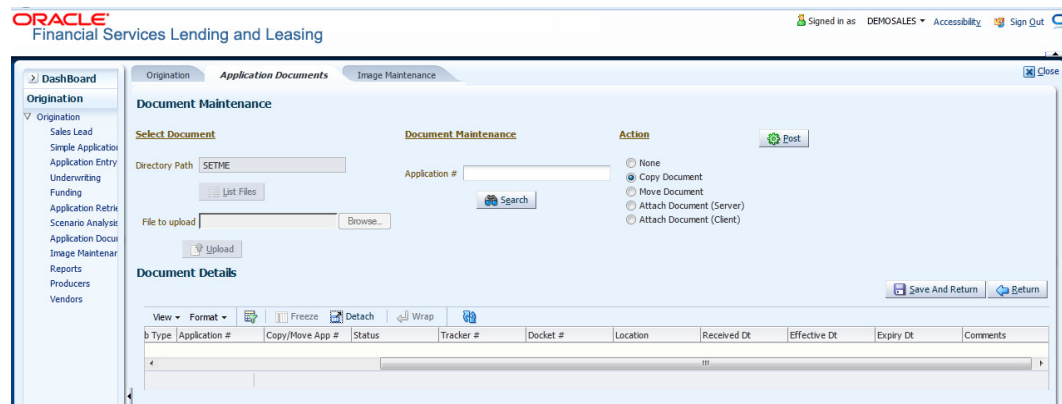 ORACLE
Financial Services Lending and Leasing
Signed in as DEMOSALES Accessibility Sign Out
DashBoard
Origination
Origination
Sales Lead
Simple Application
Application Entry
Underwriting
Funding
Application Retrie
Scenario Analysis
Application Docum
Image Maintenan
Reports
Producers
Vendors
Origination Application Documents Image Maintenance
Close
Document Maintenance
Select Document Document Maintenance Action Post
Directory Path SETME
List Files
File to upload Browse...
Upload
Application #
Search
None
Copy Document
Move Document
Attach Document (Server)
Attach Document (Client)
Document Details
Save And Return Return
View Format Freeze Detach Wrap
b Type Application # Copy/Move App # Status Tracker # Docket # Location Received Dt Effective Dt Expiry Dt Comments